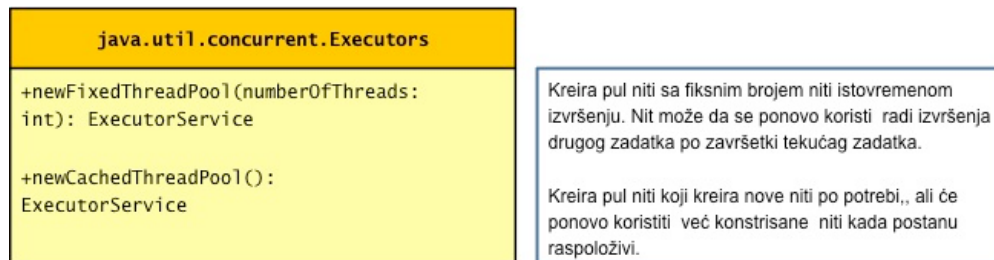 java.util.concurrent.Executors
+newFixedThreadPool(numberOfThreads:
int): ExecutorService
+newCachedThreadPool():
ExecutorService
Kreira pul niti sa fiksnim brojem niti istovremenom
izvršenju. Nit može da se ponovo koristi radi izvršenja
drugog zadatka po završetki tekućag zadatka.
Kreira pul niti koji kreira nove niti po potrebi,, ali će
ponovo koristiti već konstrisane niti kada postanu
raspoloživi.